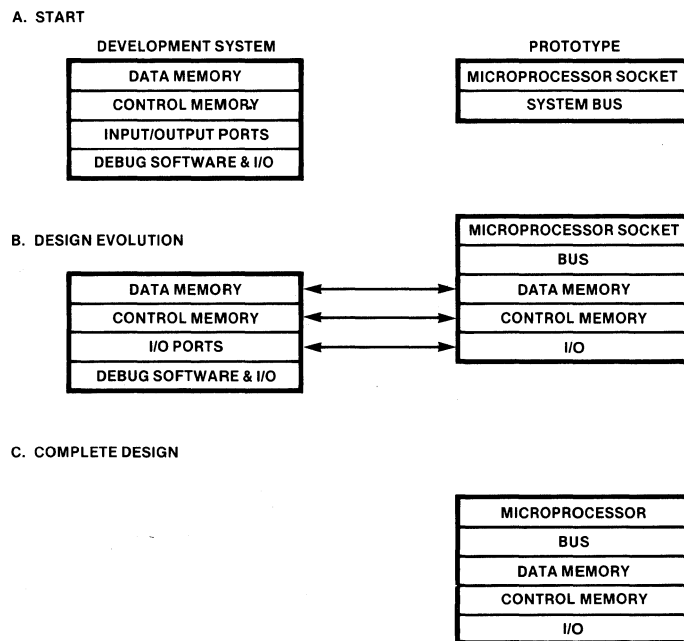 A. START
DEVELOPMENT SYSTEM
DATA MEMORY
CONTROL MEMORY
INPUT/OUTPUT PORTS
DEBUG SOFTWARE & I/O
PROTOTYPE
MICROPROCESSOR SOCKET
SYSTEM BUS
B. DESIGN EVOLUTION
DATA MEMORY
CONTROL MEMORY
I/O PORTS
DEBUG SOFTWARE & I/O
MICROPROCESSOR SOCKET
BUS
DATA MEMORY
CONTROL MEMORY
I/O
C. COMPLETE DESIGN
MICROPROCESSOR
BUS
DATA MEMORY
CONTROL MEMORY
I/O